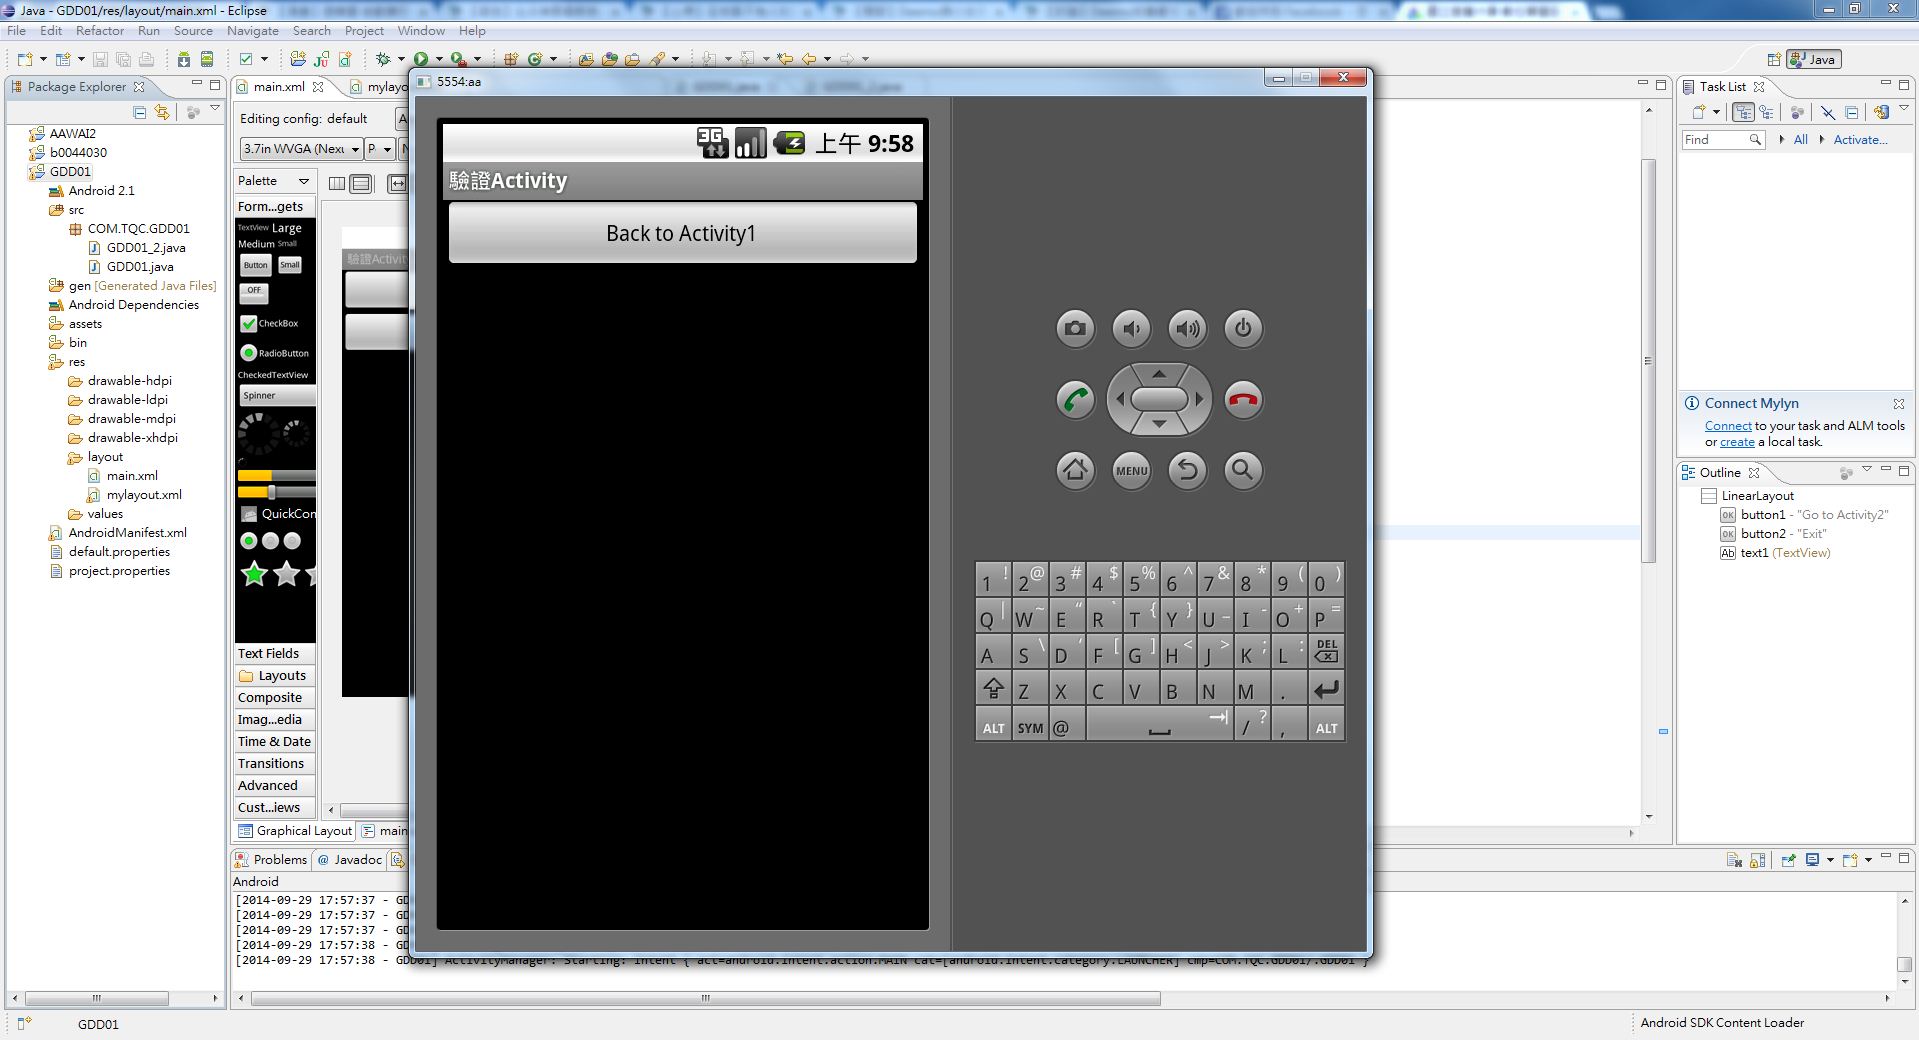 Java - GDD01/res/layout/main.xml - Eclipse
File Edit Refactor Run Source Navigate Search Project Window Help
Java
Package Explorer
AAWAI2
b0044030
GDD01
Android 2.1
src
COM.TQC.GDD01
GDD01_2.java
GDD01.java
gen [Generated Java Files]
Android Dependencies
assets
bin
res
drawable-hdpi
drawable-ldpi
drawable-mdpi
drawable-xhdpi
layout
main.xml
mylayout.xml
values
AndroidManifest.xml
default.properties
project.properties
main.xml
Editing config: default
3.7in WVGA (Nex
P
Palette
Form...gets
TextView Large
Medium Small
Button Small
OFF
CheckBox
RadioButton
CheckedTextView
Spinner
Text Fields
Layouts
Composite
Imag...edia
Time & Date
Transitions
Advanced
Cust...iews
驗證Activity
Graphical Layout
main
5554:aa
3G
上午 9:58
驗證Activity
Back to Activity1
MENU
1 ! 2 @ 3 # 4 $ 5 % 6 ^ 7 & 8 * 9 ( 0 )
Q | W ~ E " R ` T { Y } U _ I - O + P =
A S \ D ' F [ G ] H < J > K ; L : DEL
Z X C V B N M .
ALT SYM @ / ? , ALT
Task List
Find
All
Activate...
Connect Mylyn
Connect to your task and ALM tools
or create a local task.
Outline
LinearLayout
button1 - "Go to Activity2"
button2 - "Exit"
text1 (TextView)
Problems
@ Javadoc
Android
[2014-09-29 17:57:37 - GD
[2014-09-29 17:57:37 - GD
[2014-09-29 17:57:37 - GD
[2014-09-29 17:57:38 - GD
[2014-09-29 17:57:38 - GDD01] ActivityManager: Starting: Intent { act=android.intent.action.MAIN cat=[android.intent.category.LAUNCHER] cmp=COM.TQC.GDD01/.GDD01 }
GDD01
Android SDK Content Loader